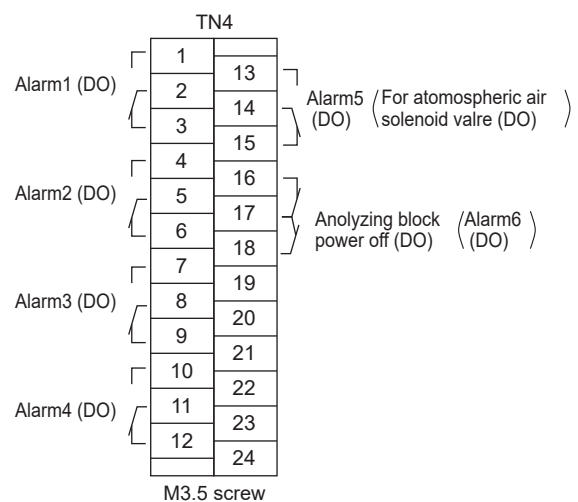 TN4
Alarm1 (DO)
1
2
3
Alarm2 (DO)
4
5
6
Alarm3 (DO)
7
8
9
Alarm4 (DO)
10
11
12
13
14
15
16
17
18
19
20
21
22
23
24
Alarm5 (For atomospheric air
(DO) solenoid valre (DO))
Anolyzing block (Alarm6
power off (DO) (DO))
M3.5 screw